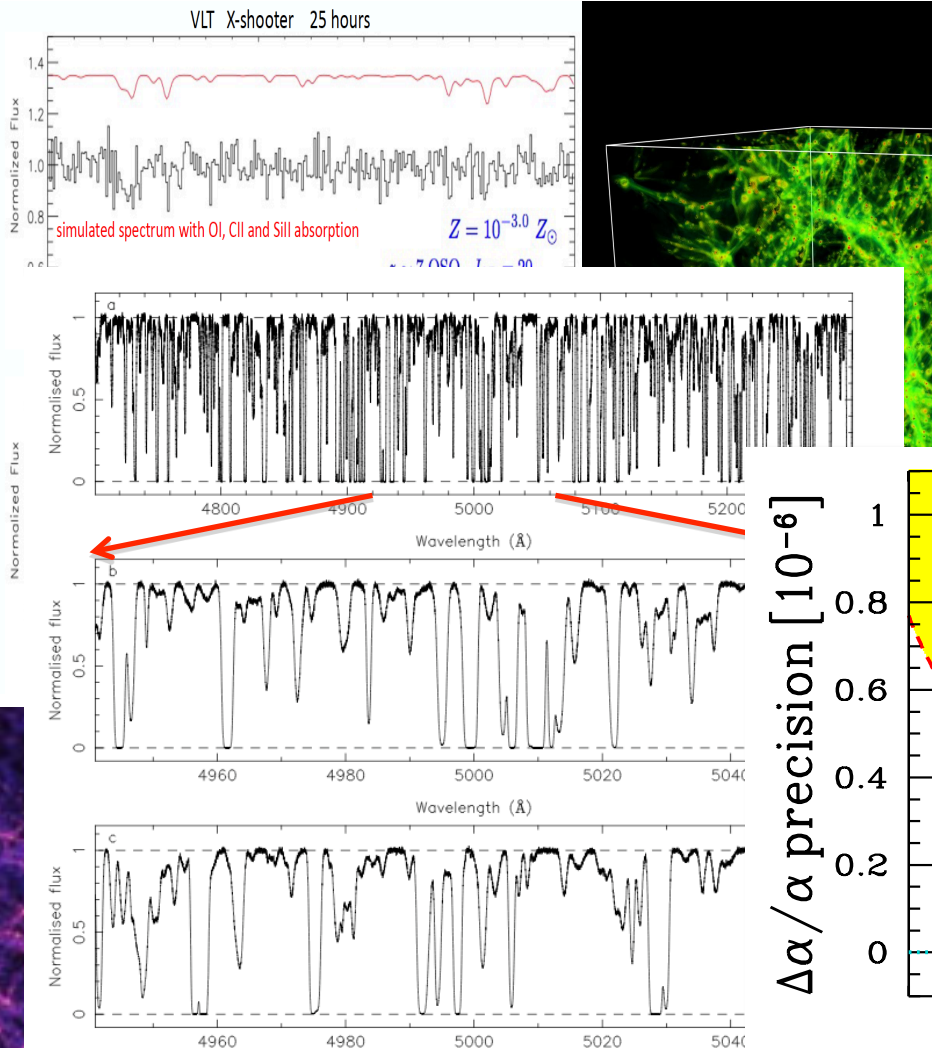 VLT X-shooter 25 hours
1.4
1.2
1.0
0.8
Normalized Flux
simulated spectrum with OI, CII and SiII absorption
Z = 10^{-3.0} Z_☉
Normalized Flux
a
1
0.5
0
Normalised flux
4800 4900 5000 5100 5200
Wavelength (Å)
b
1
0.5
0
Normalised flux
4960 4980 5000 5020 5040
Wavelength (Å)
c
1
0.5
0
Normalised flux
4960 4980 5000 5020 5040
Δα/α precision [10⁻⁶]
1
0.8
0.6
0.4
0.2
0